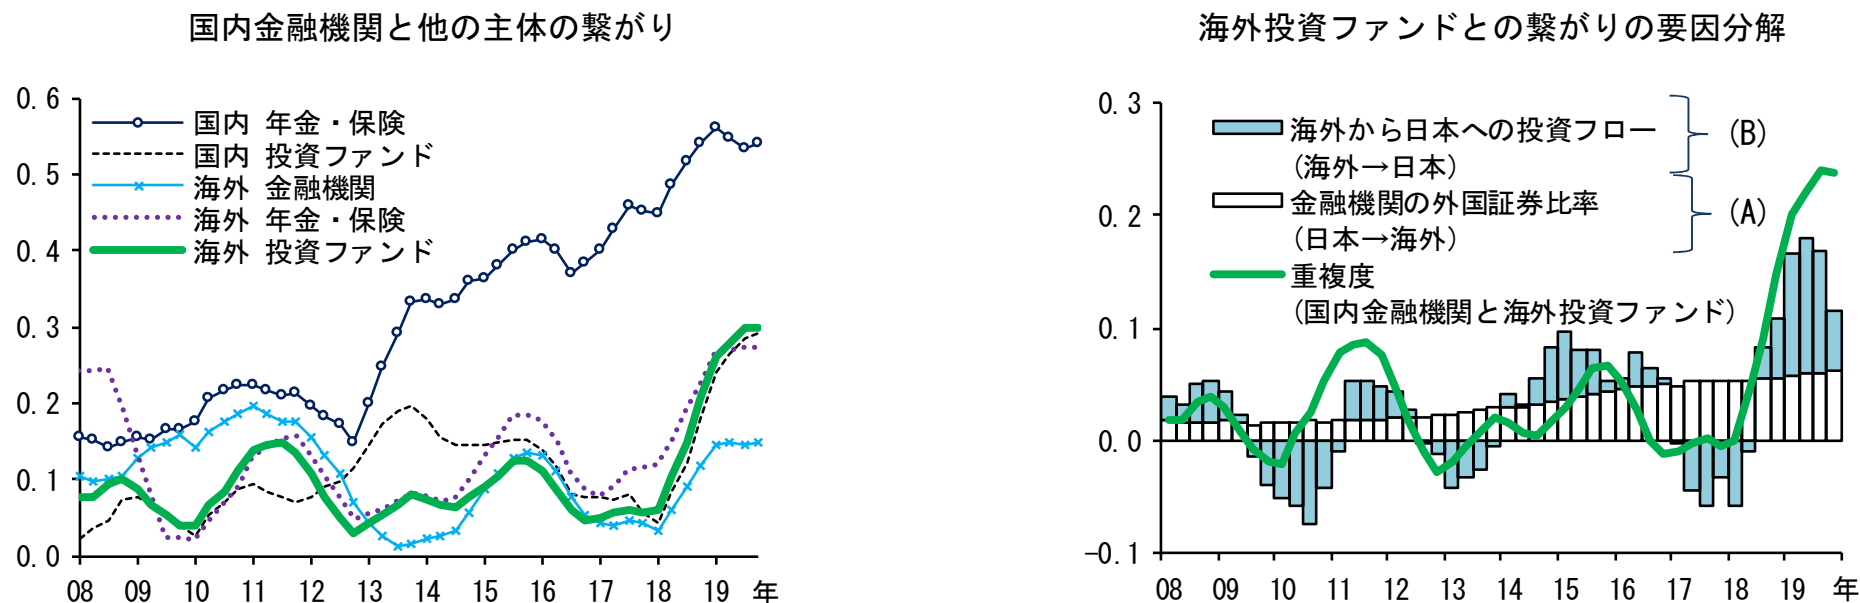 国内金融機関と他の主体の繋がり
0.6
0.5
0.4
0.3
0.2
0.1
0.0
国内 年金・保険
国内 投資ファンド
海外 金融機関
海外 年金・保険
海外 投資ファンド
08 09 10 11 12 13 14 15 16 17 18 19 年
海外投資ファンドとの繋がりの要因分解
0.3
0.2
0.1
0.0
-0.1
海外から日本への投資フロー
(海外→日本)
(B)
金融機関の外国証券比率
(日本→海外)
(A)
重複度
(国内金融機関と海外投資ファンド)
08 09 10 11 12 13 14 15 16 17 18 19 年